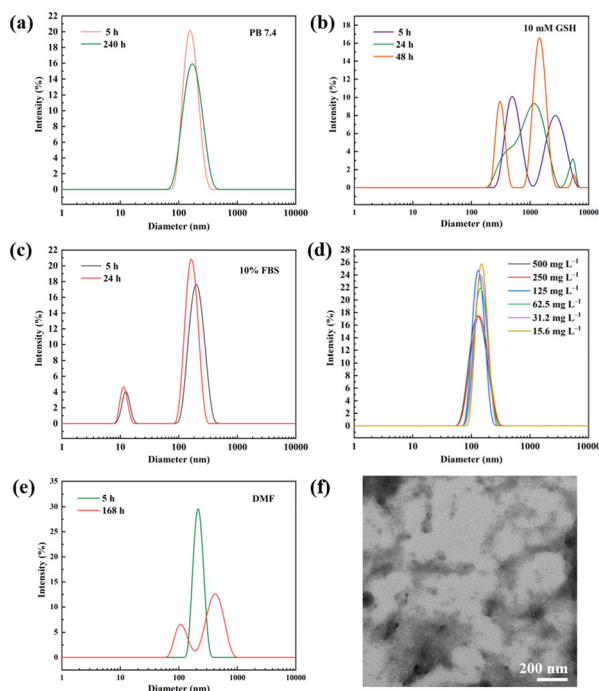 (a)
PB 7.4
5 h
240 h
Intensity (%)
22
20
18
16
14
12
10
8
6
4
2
0
1
10
100
1000
10000
Diameter (nm)
(b)
10 mM GSH
5 h
24 h
48 h
Intensity (%)
18
16
14
12
10
8
6
4
2
0
1
10
100
1000
10000
Diameter (nm)
(c)
10% FBS
5 h
24 h
Intensity (%)
22
20
18
16
14
12
10
8
6
4
2
0
1
10
100
1000
10000
Diameter (nm)
(d)
500 mg L⁻¹
250 mg L⁻¹
125 mg L⁻¹
62.5 mg L⁻¹
31.2 mg L⁻¹
15.6 mg L⁻¹
Intensity (%)
28
26
24
22
20
18
16
14
12
10
8
6
4
2
0
1
10
100
1000
10000
Diameter (nm)
(e)
DMF
5 h
168 h
Intensity (%)
35
30
25
20
15
10
5
0
1
10
100
1000
10000
Diameter (nm)
(f)
200 nm